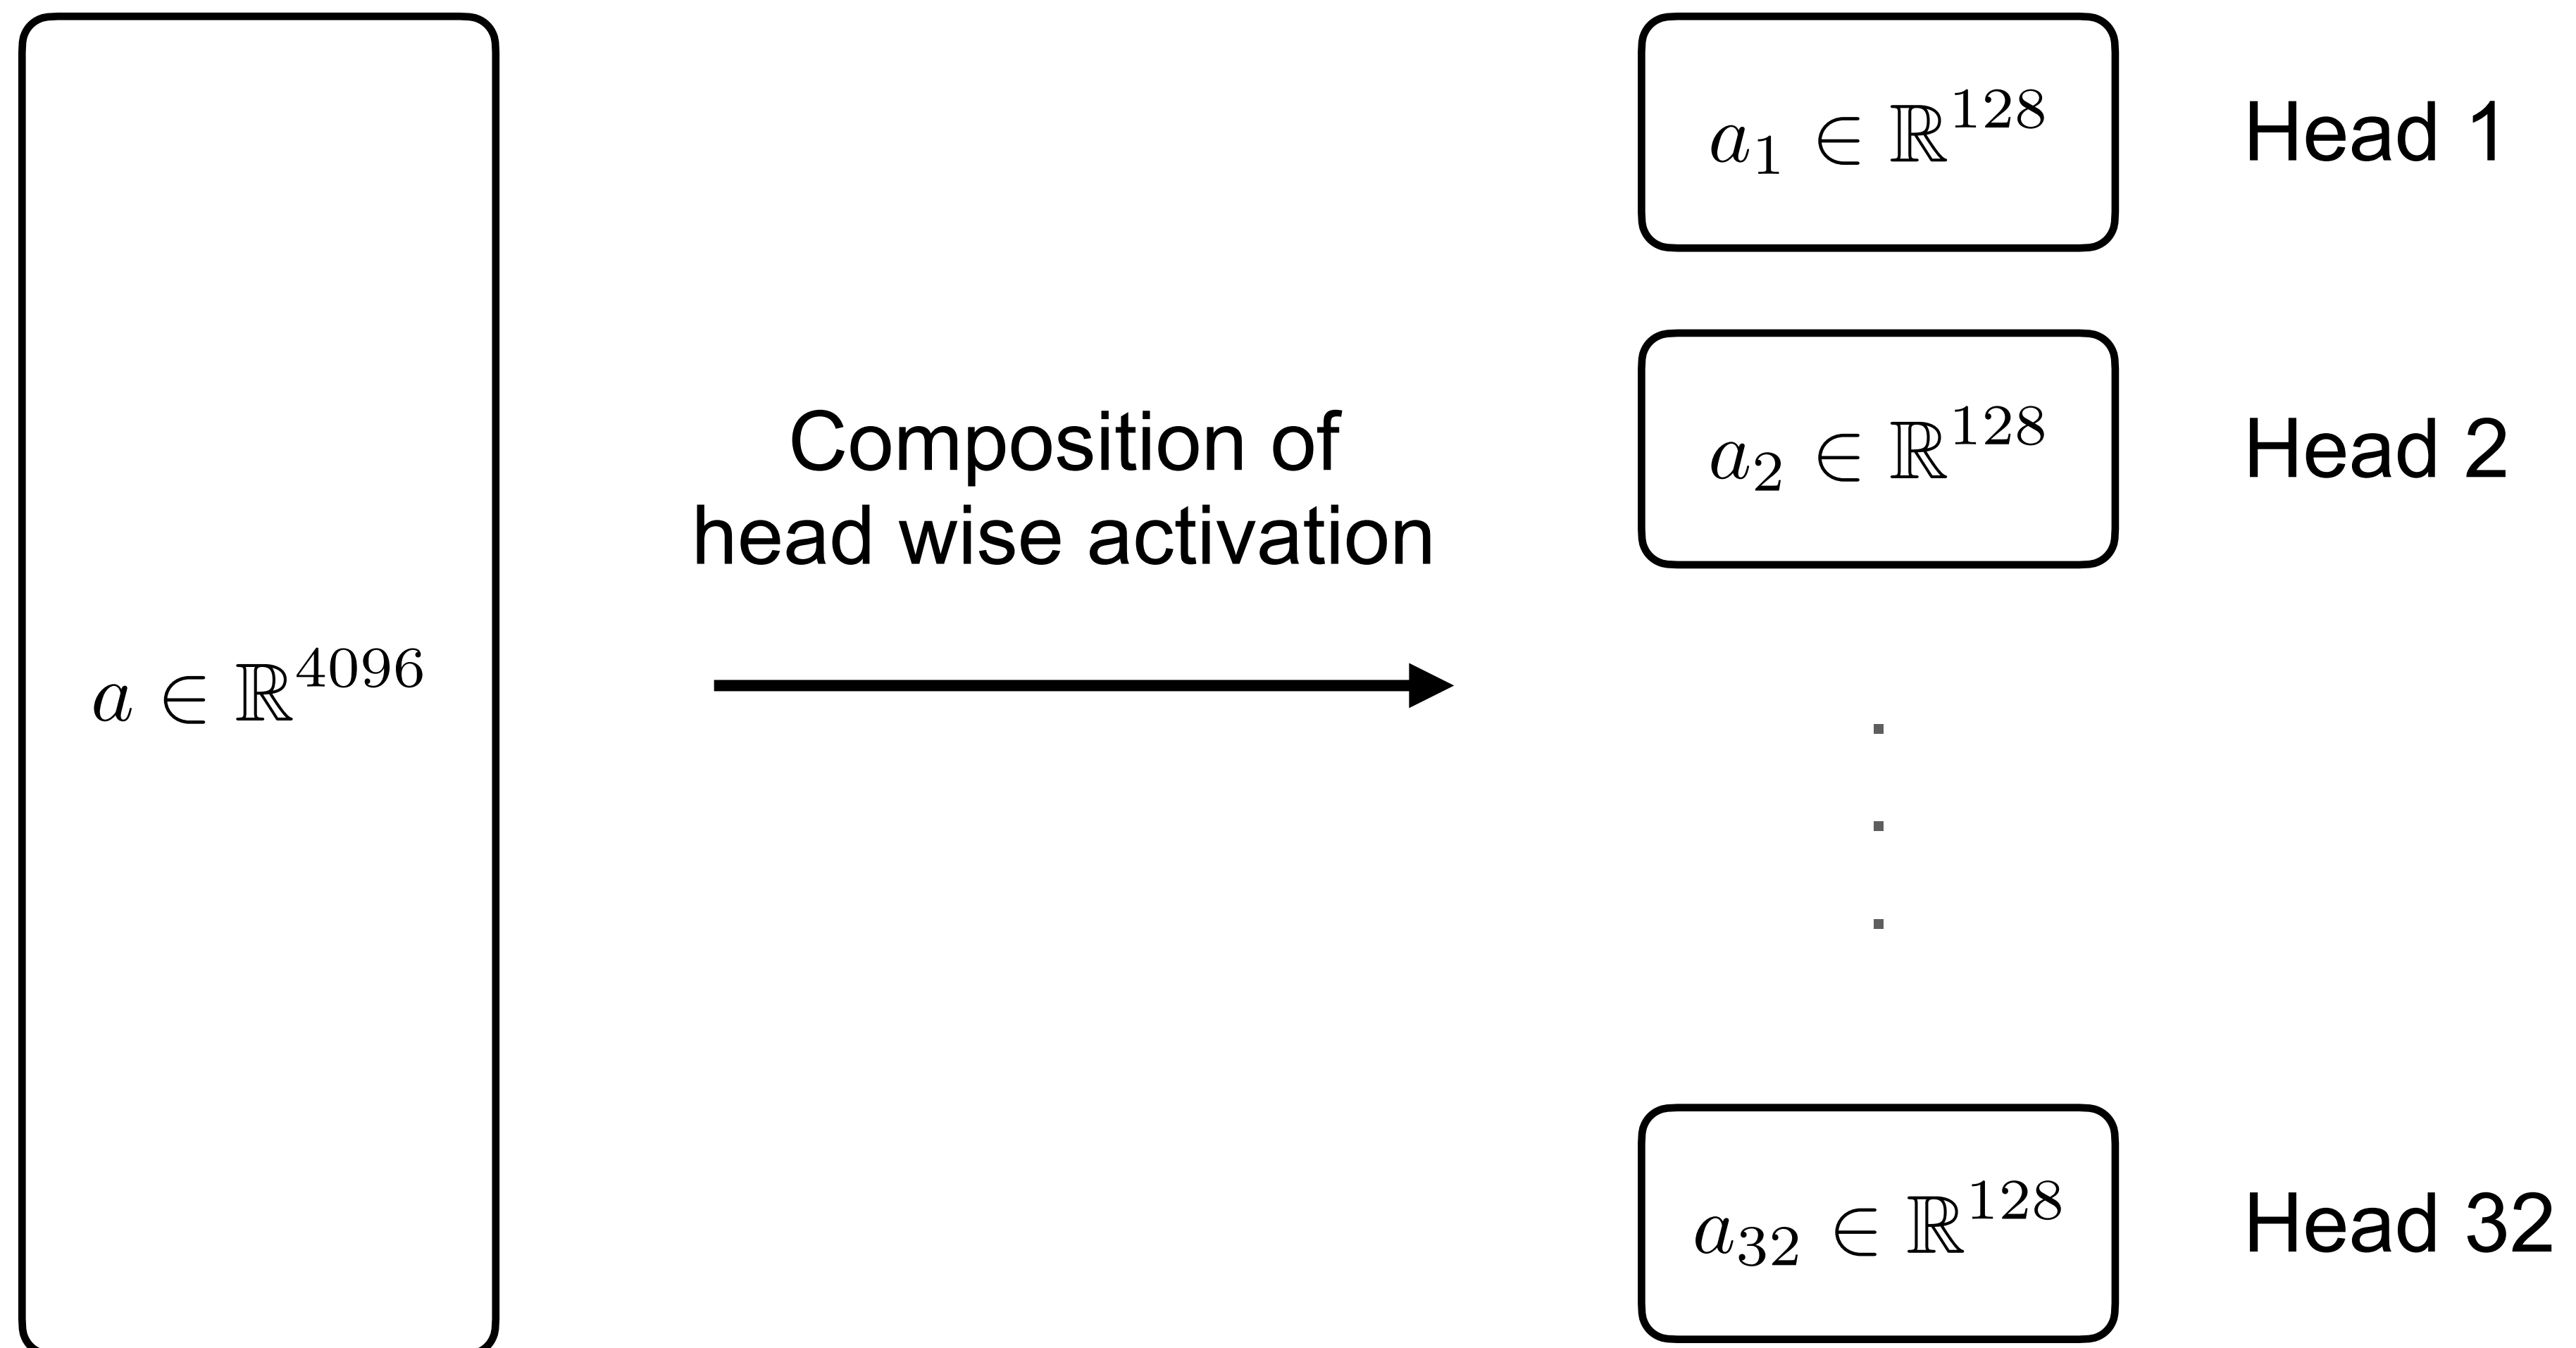 a ∈ ℝ^4096
Composition of
head wise activation
a_1 ∈ ℝ^128
Head 1
a_2 ∈ ℝ^128
Head 2
.
.
.
a_32 ∈ ℝ^128
Head 32